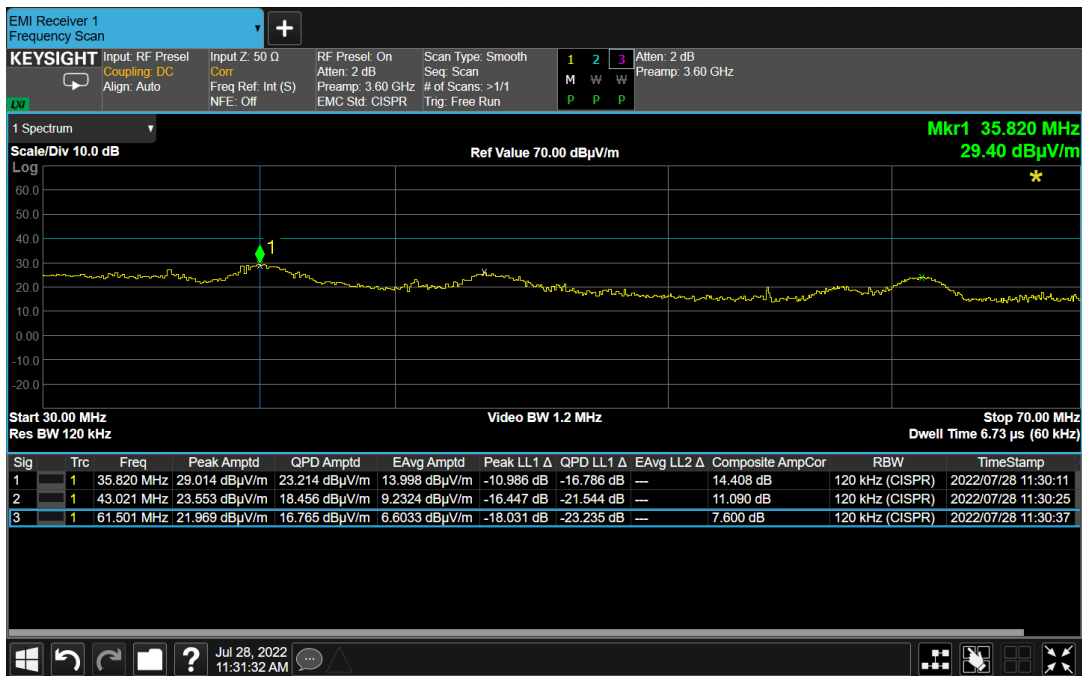 EMI Receiver 1
Frequency Scan
+
KEYSIGHT
LXI
Input: RF Presel
Coupling: DC
Align: Auto
Input Z: 50 Ω
Corr
Freq Ref: Int (S)
NFE: Off
RF Presel: On
Atten: 2 dB
Preamp: 3.60 GHz
EMC Std: CISPR
Scan Type: Smooth
Seq: Scan
# of Scans: >1/1
Trig: Free Run
1 2 3
M W W
P P P
Atten: 2 dB
Preamp: 3.60 GHz
1 Spectrum
Mkr1 35.820 MHz
29.40 dBµV/m
Scale/Div 10.0 dB
Ref Value 70.00 dBµV/m
Log
60.0
50.0
40.0
30.0
20.0
10.0
0.00
-10.0
-20.0
1
*
Start 30.00 MHz
Video BW 1.2 MHz
Stop 70.00 MHz
Res BW 120 kHz
Dwell Time 6.73 µs (60 kHz)
Sig Trc Freq Peak Amptd QPD Amptd EAvg Amptd Peak LL1 Δ QPD LL1 Δ EAvg LL2 Δ Composite AmpCor RBW TimeStamp
1 1 35.820 MHz 29.014 dBµV/m 23.214 dBµV/m 13.998 dBµV/m -10.986 dB -16.786 dB --- 14.408 dB 120 kHz (CISPR) 2022/07/28 11:30:11
2 1 43.021 MHz 23.553 dBµV/m 18.456 dBµV/m 9.2324 dBµV/m -16.447 dB -21.544 dB --- 11.090 dB 120 kHz (CISPR) 2022/07/28 11:30:25
3 1 61.501 MHz 21.969 dBµV/m 16.765 dBµV/m 6.6033 dBµV/m -18.031 dB -23.235 dB --- 7.600 dB 120 kHz (CISPR) 2022/07/28 11:30:37
?
Jul 28, 2022
11:31:32 AM